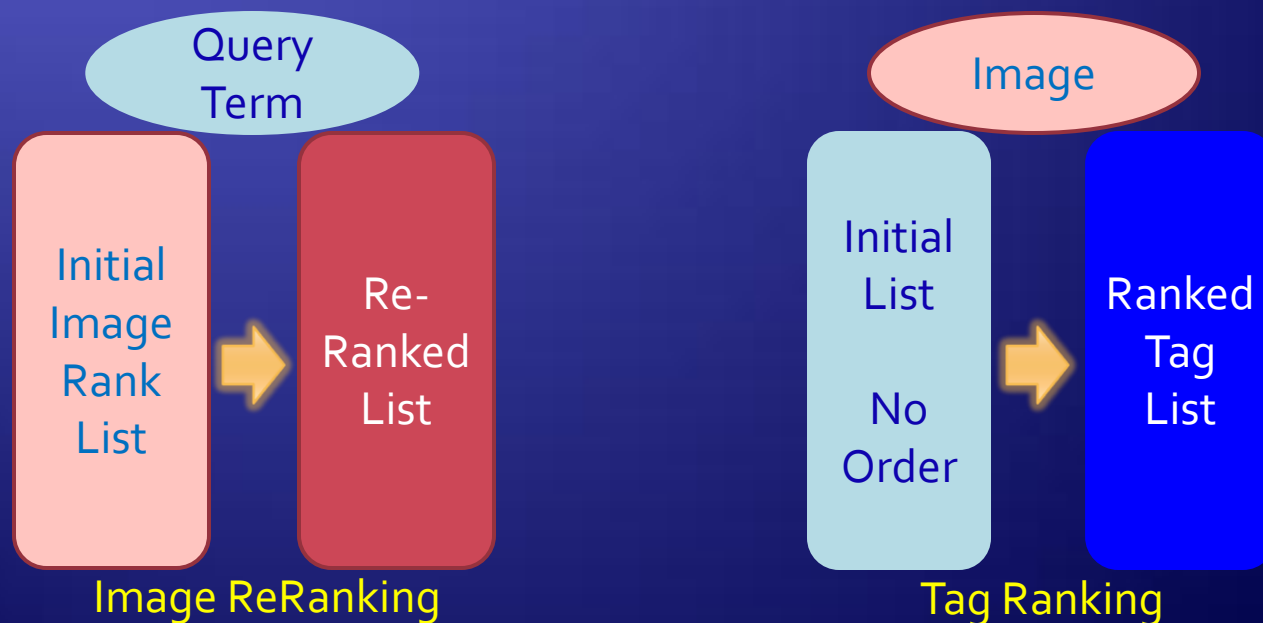 Query
Term
Initial
Image
Rank
List
Re-
Ranked
List
Image ReRanking
Image
Initial
List
No
Order
Ranked
Tag
List
Tag Ranking